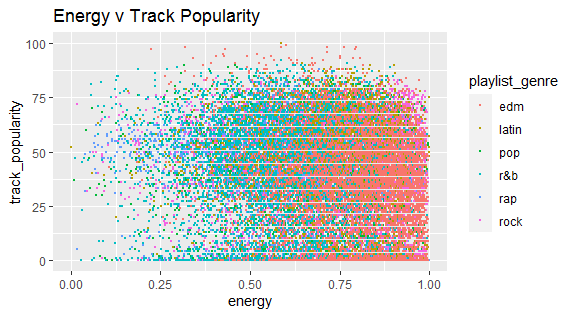 Energy v Track Popularity
track_popularity
100
75
50
25
0
0.00 0.25 0.50 0.75 1.00
energy
playlist_genre
edm
latin
pop
r&b
rap
rock